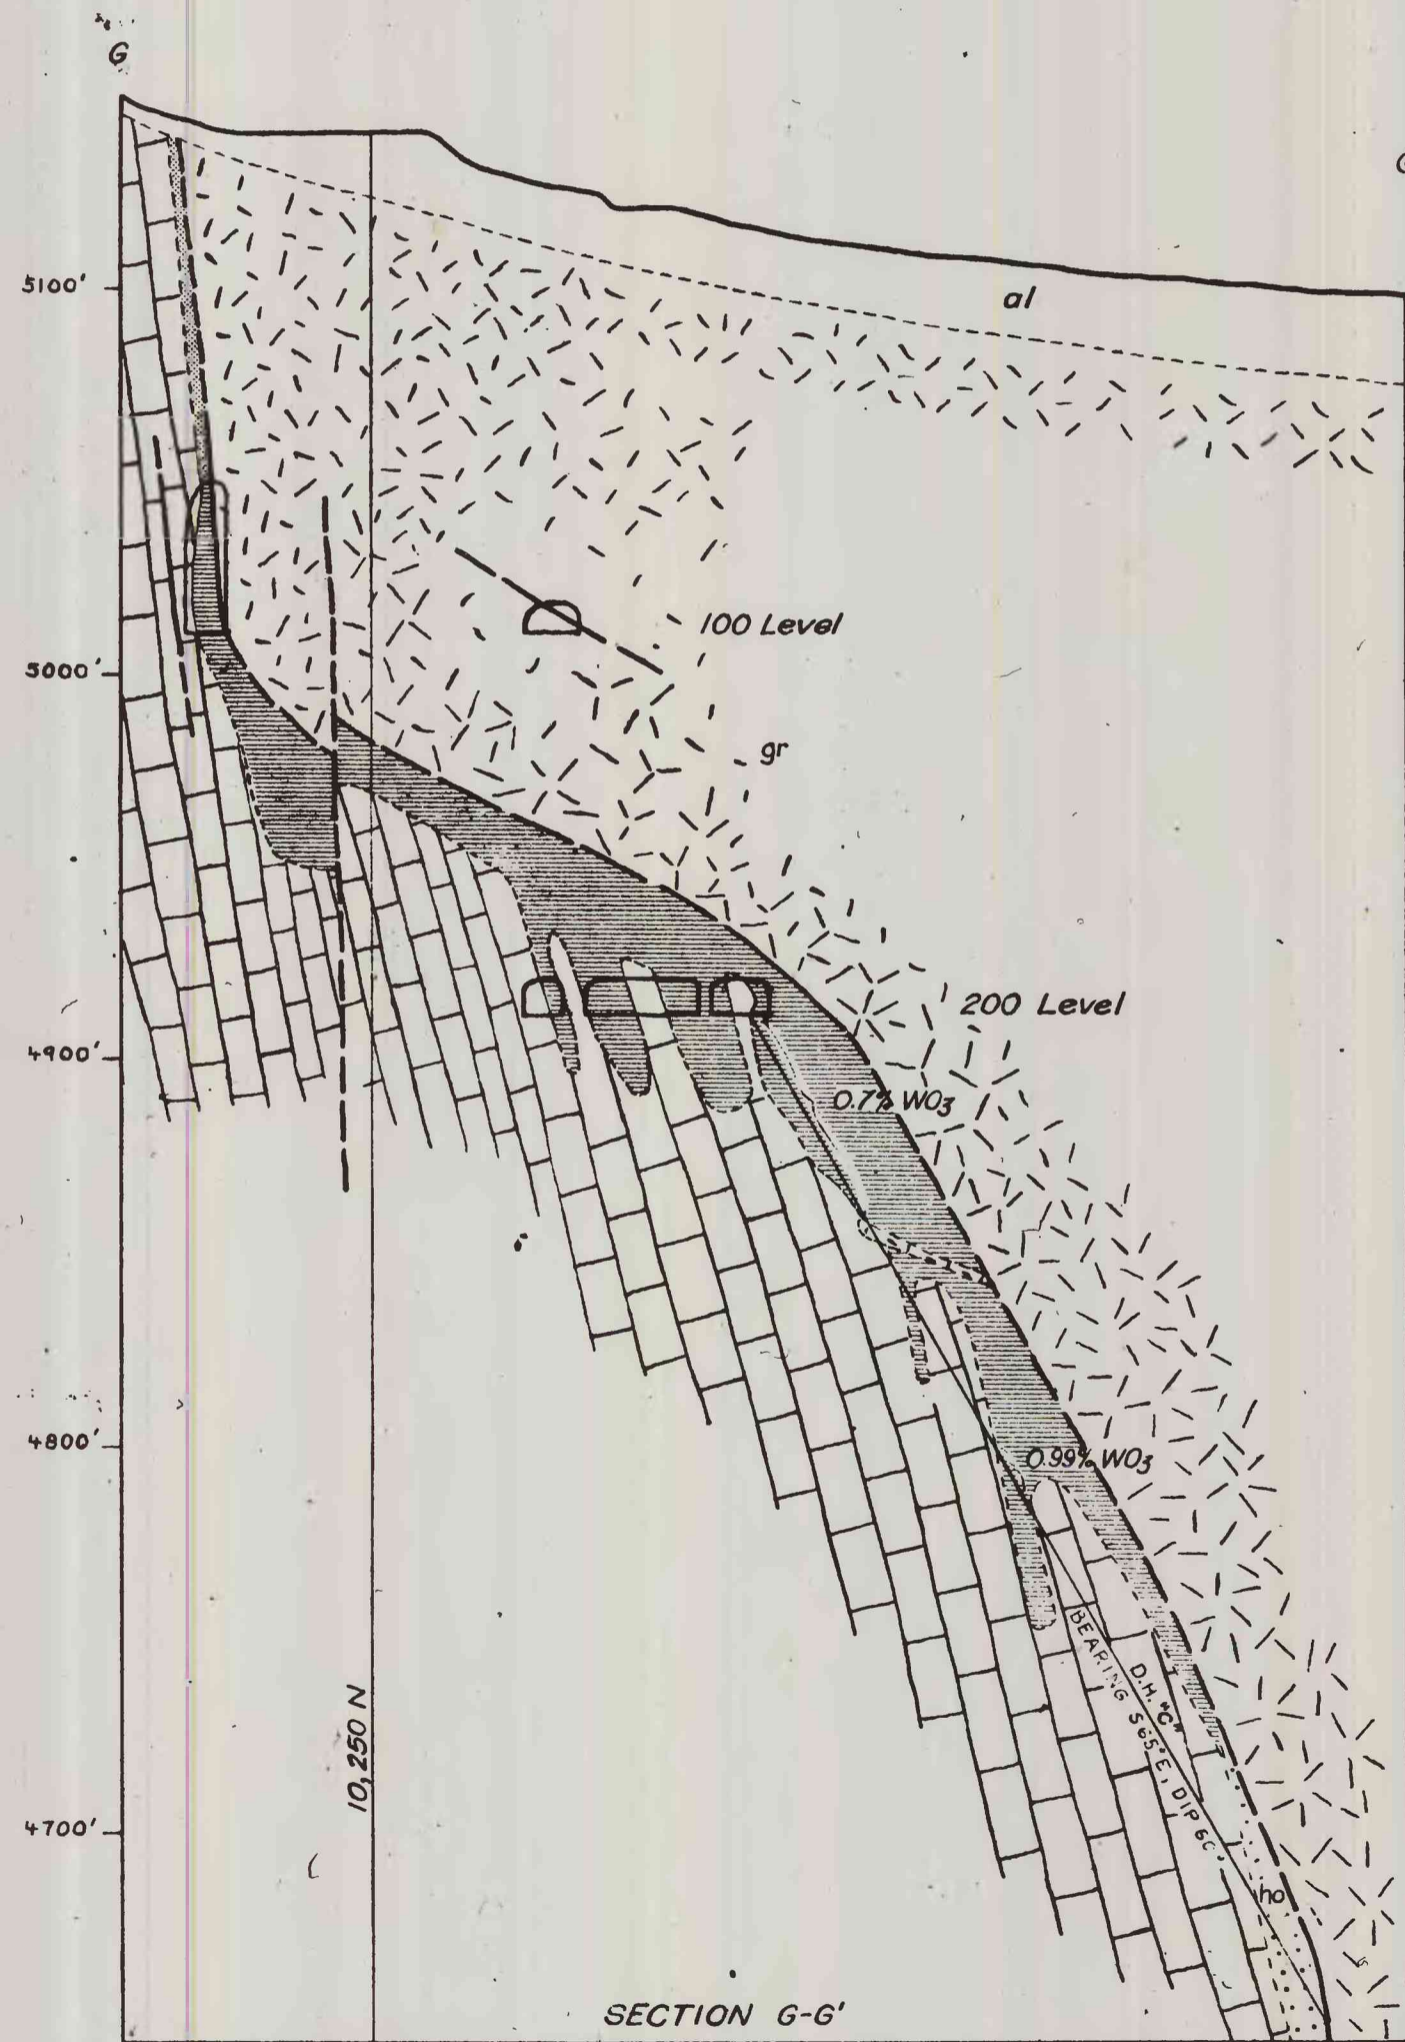 G
5100'
al
100 Level
5000'
gr
200 Level
4900'
0.7% WO3
4800'
0.99% WO3
BEARING S65°E, DIP 60°
D.H. "C"
10,250 N
4700'
ho
SECTION G-G'